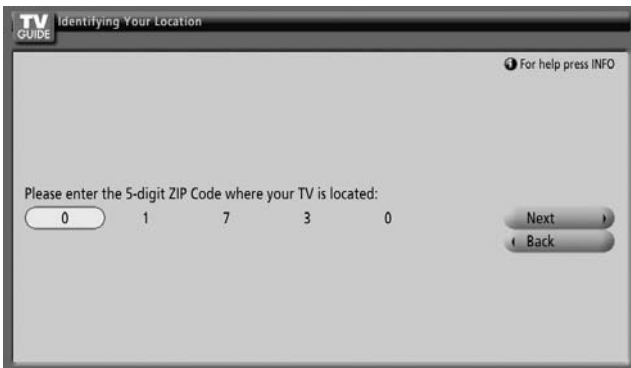 TV GUIDE Identifying Your Location
i For help press INFO
Please enter the 5-digit ZIP Code where your TV is located:
0 1 7 3 0
Next
Back